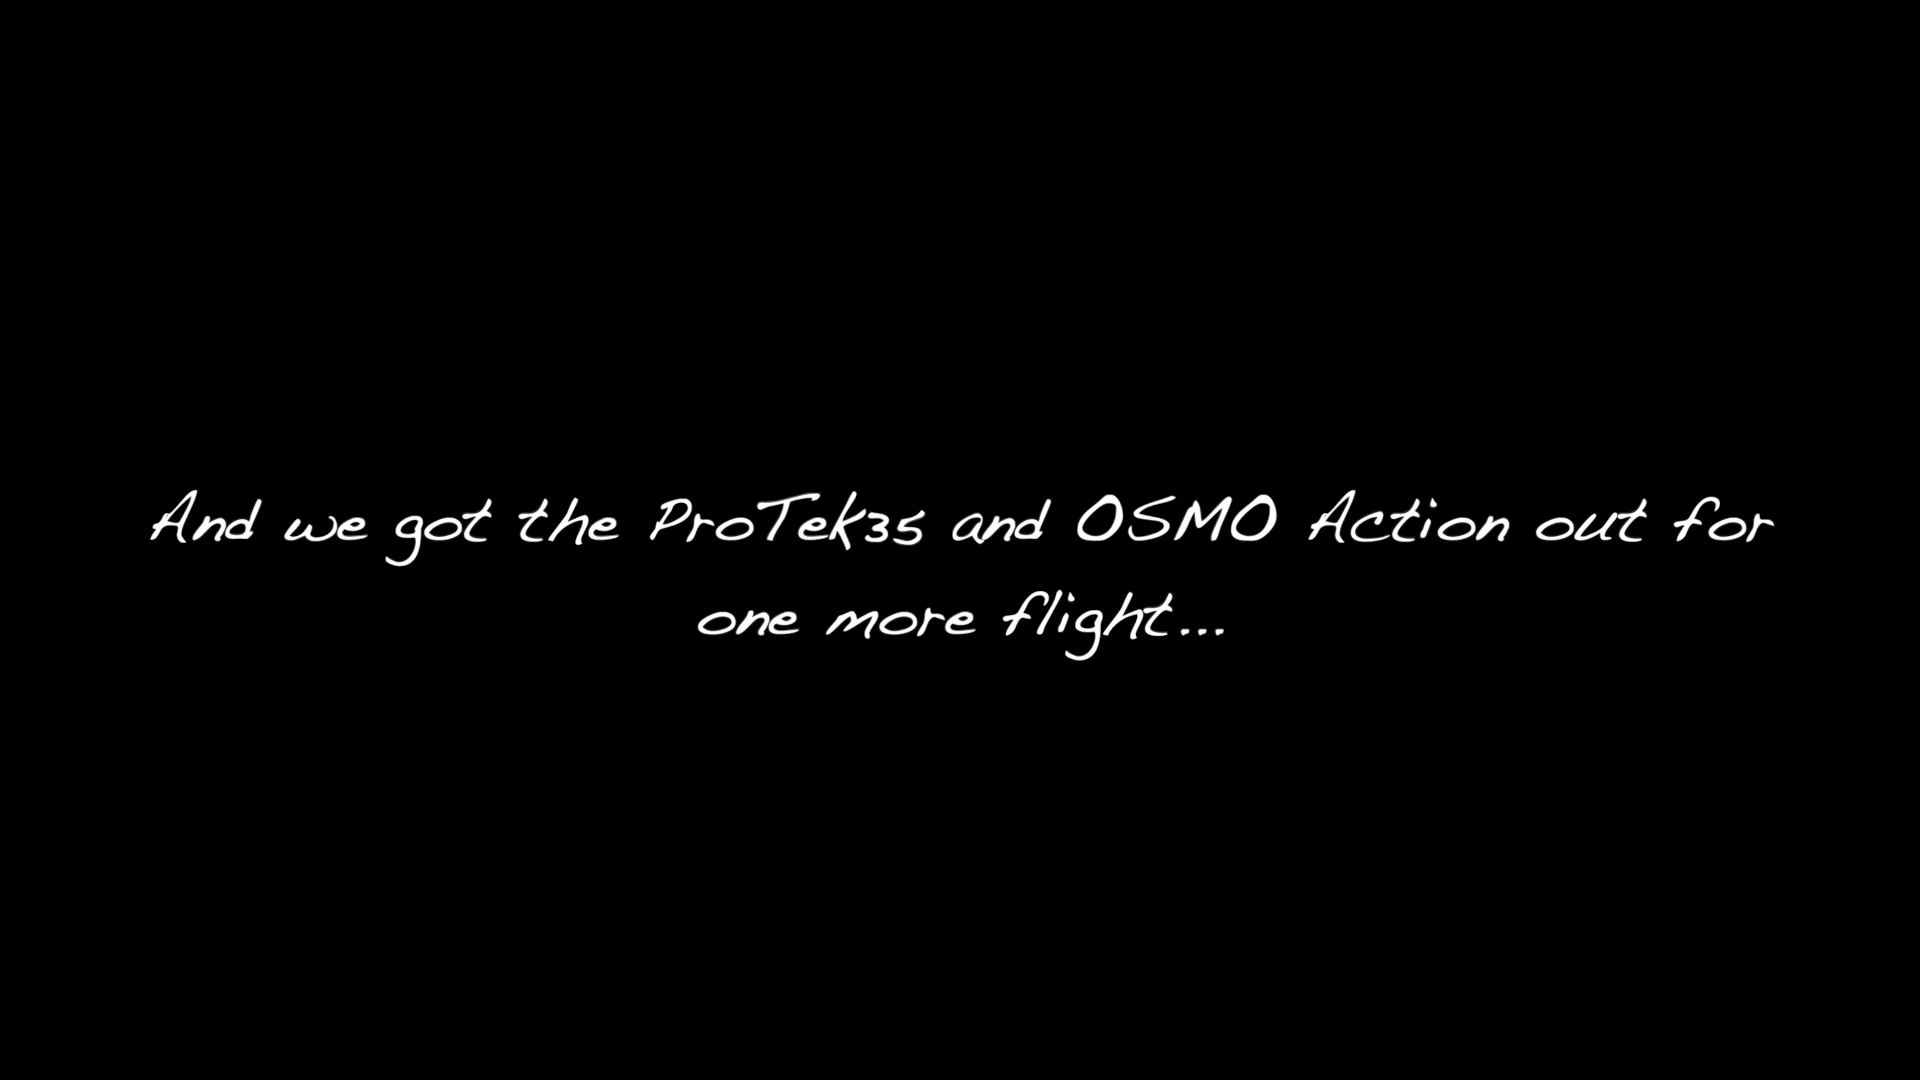 And we got the ProTek35 and OSMO Action out for
one more flight...